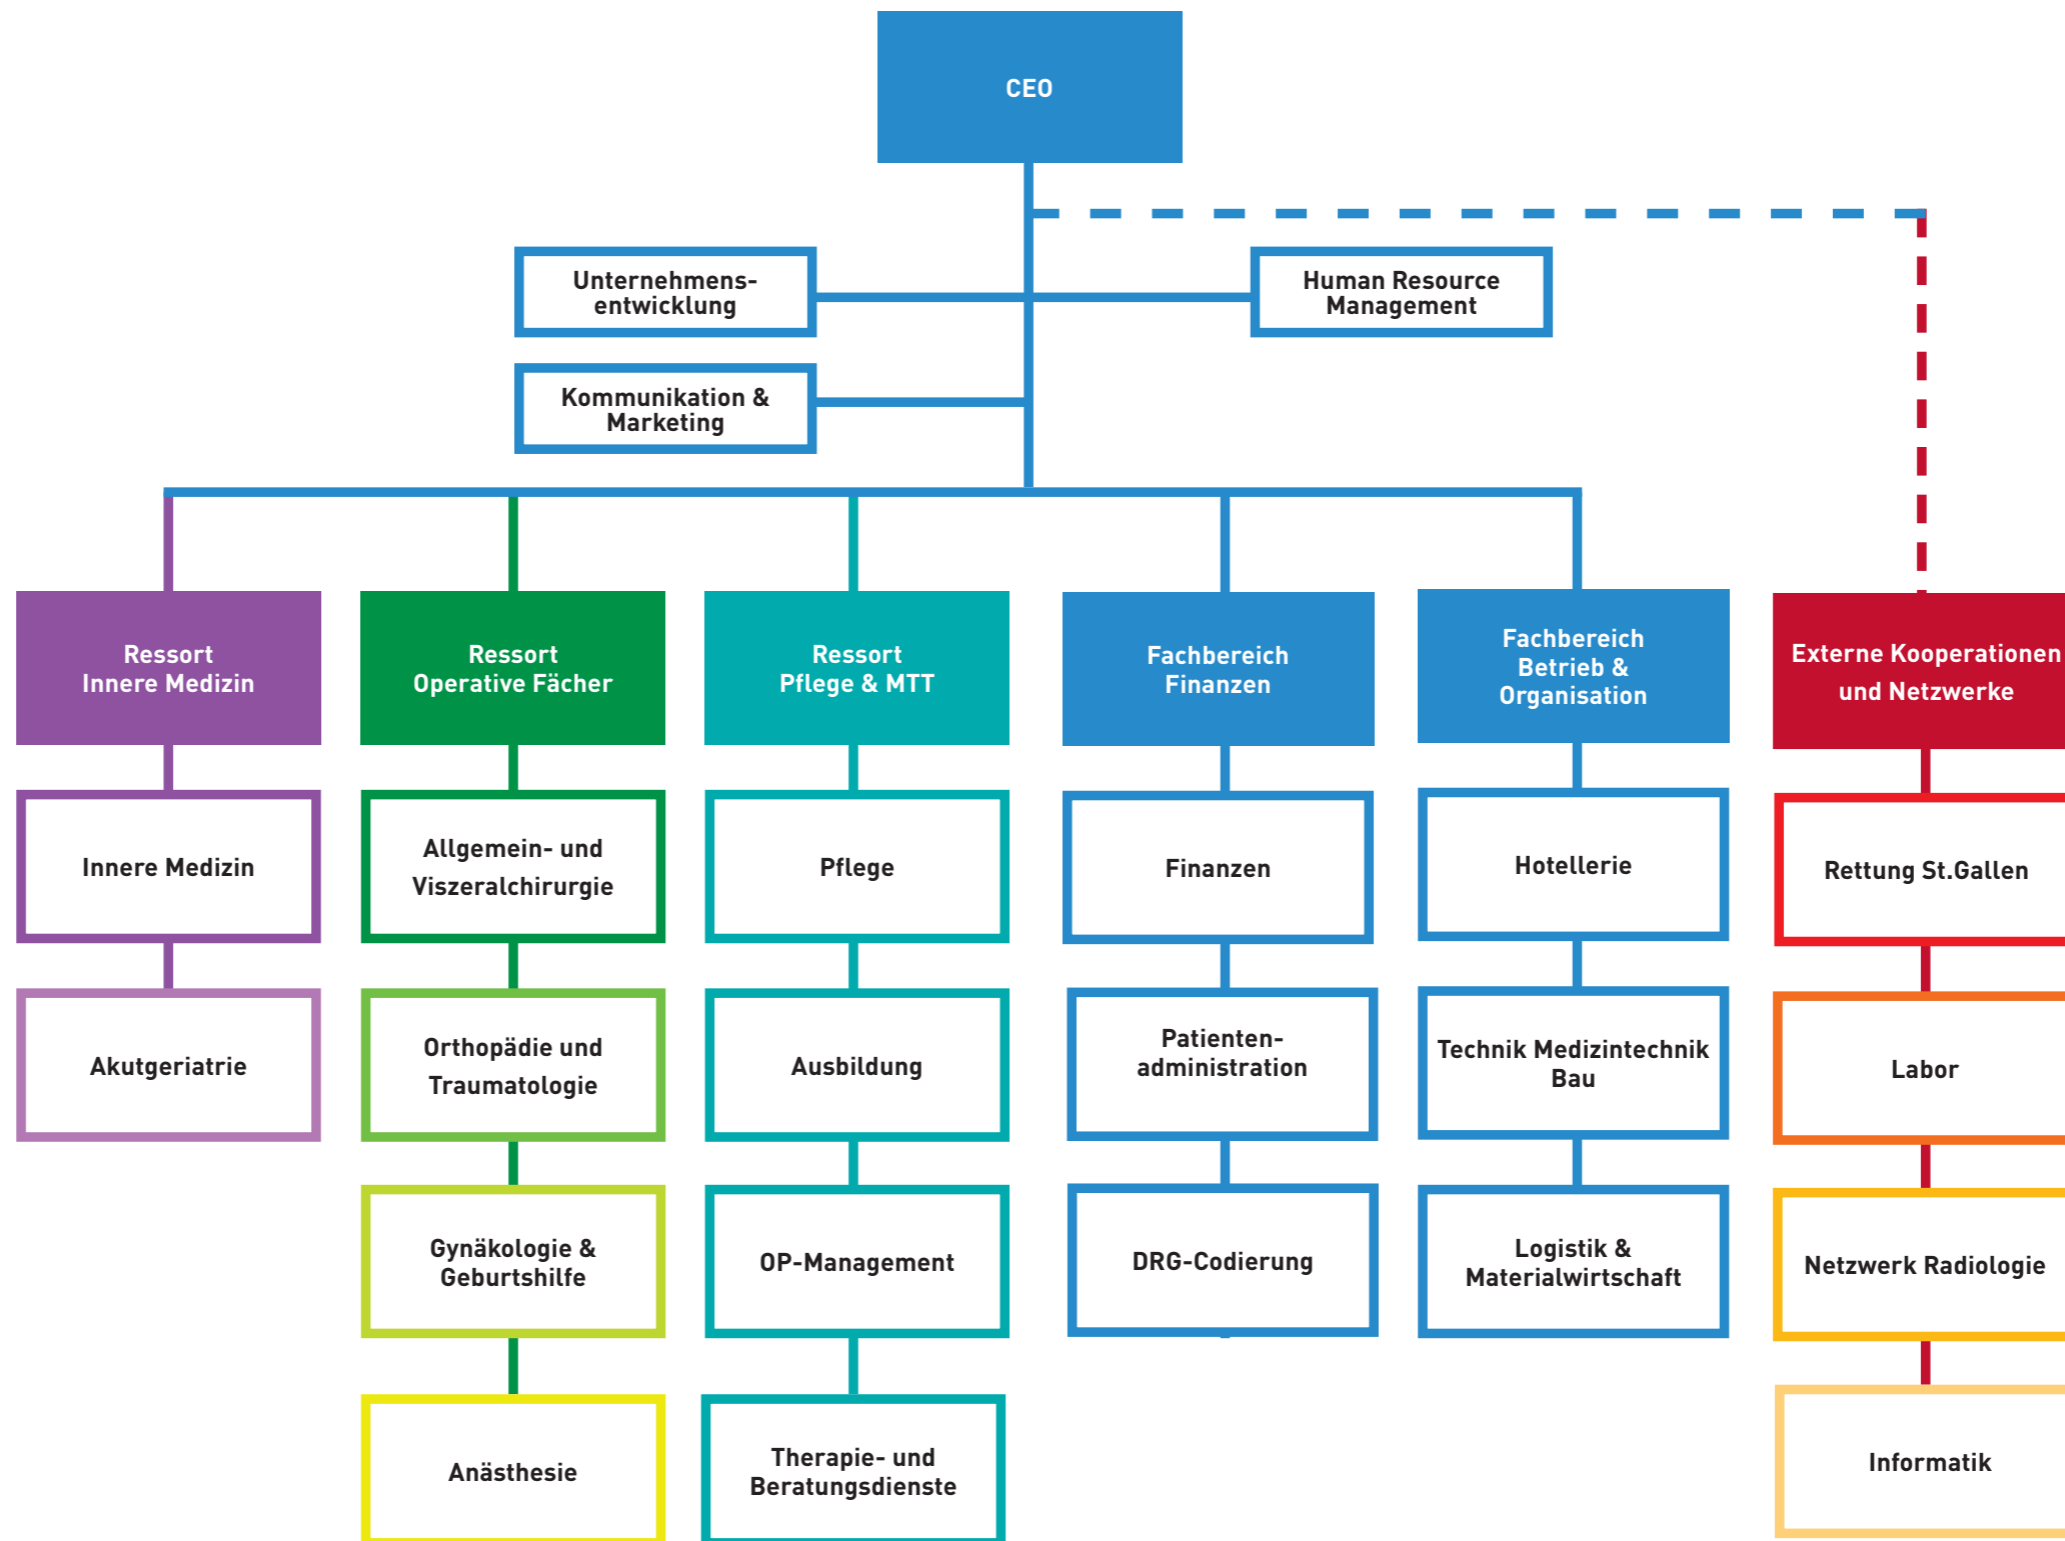 CEO
Unternehmens-
entwicklung
Human Resource
Management
Kommunikation &
Marketing
Ressort
Innere Medizin
Ressort
Operative Fächer
Ressort
Pflege & MTT
Fachbereich
Finanzen
Fachbereich
Betrieb &
Organisation
Externe Kooperationen
und Netzwerke
Innere Medizin
Allgemein- und
Viszeralchirurgie
Pflege
Finanzen
Hotellerie
Rettung St.Gallen
Akutgeriatrie
Orthopädie und
Traumatologie
Ausbildung
Patienten-
administration
Technik Medizintechnik
Bau
Labor
Gynäkologie &
Geburtshilfe
OP-Management
DRG-Codierung
Logistik &
Materialwirtschaft
Netzwerk Radiologie
Anästhesie
Therapie- und
Beratungsdienste
Informatik